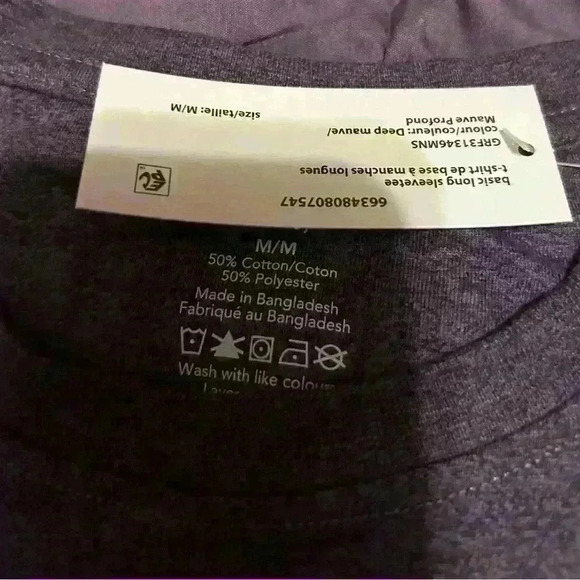 663480807547
basic long sleevetee
t-shirt de base à manches longues
GRF31346MNS
colour/couleur: Deep mauve/
Mauve Profond
size/taille: M/M
M/M
50% Cotton/Coton
50% Polyester
Made in Bangladesh
Fabriqué au Bangladesh
Wash with like